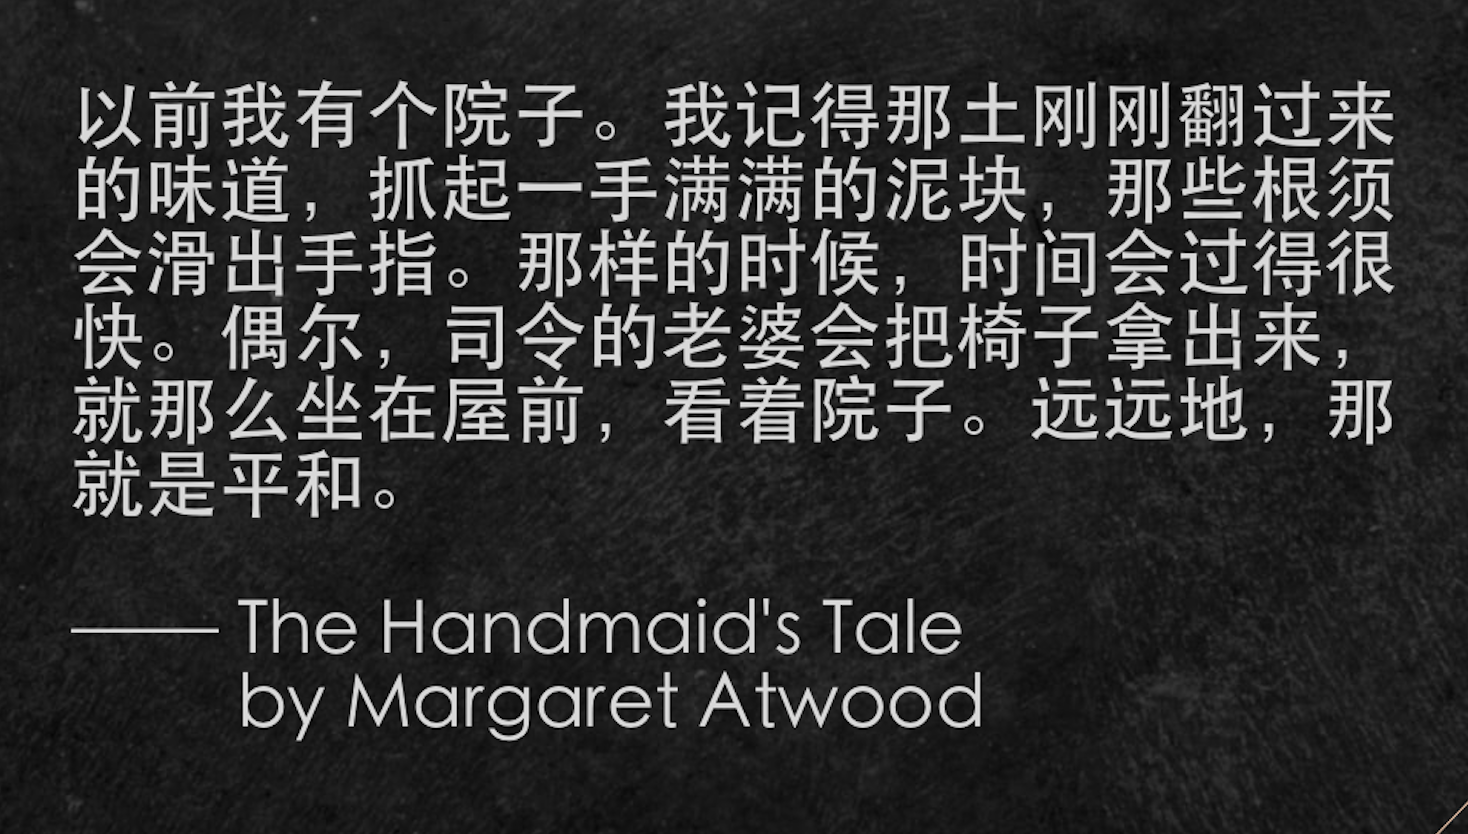 以前我有个院子。我记得那土刚刚翻过来
的味道，抓起一手满满的泥块，那些根须
会滑出手指。那样的时候，时间会过得很
快。偶尔，司令的老婆会把椅子拿出来，
就那么坐在屋前，看着院子。远远地，那
就是平和。
—— The Handmaid's Tale
by Margaret Atwood